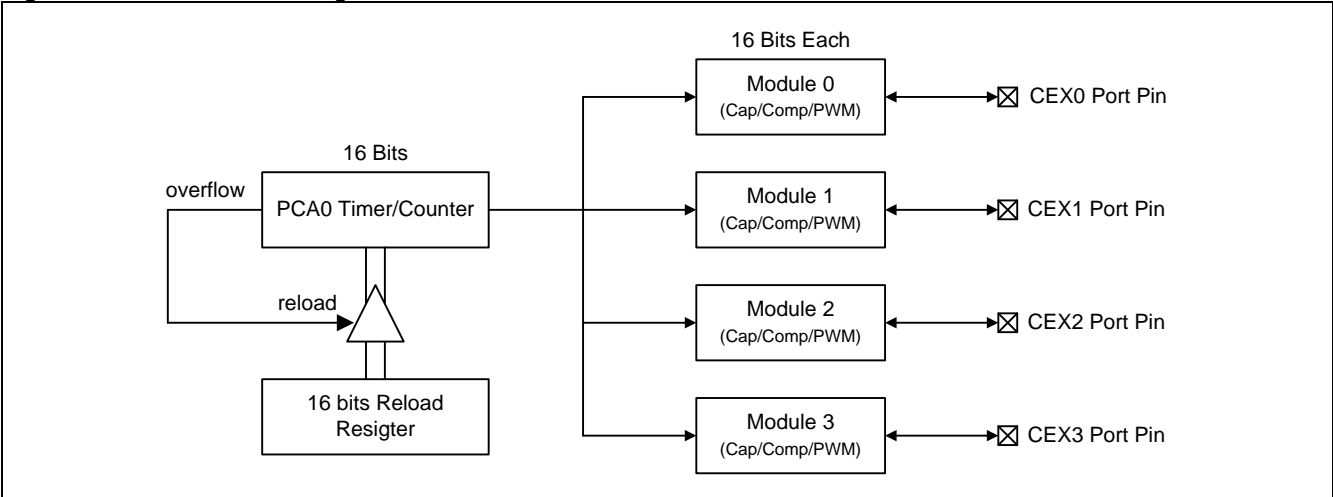 16 Bits Each
Module 0
(Cap/Comp/PWM)
CEX0 Port Pin
16 Bits
overflow
PCA0 Timer/Counter
Module 1
(Cap/Comp/PWM)
CEX1 Port Pin
reload
Module 2
(Cap/Comp/PWM)
CEX2 Port Pin
16 bits Reload
Resigter
Module 3
(Cap/Comp/PWM)
CEX3 Port Pin